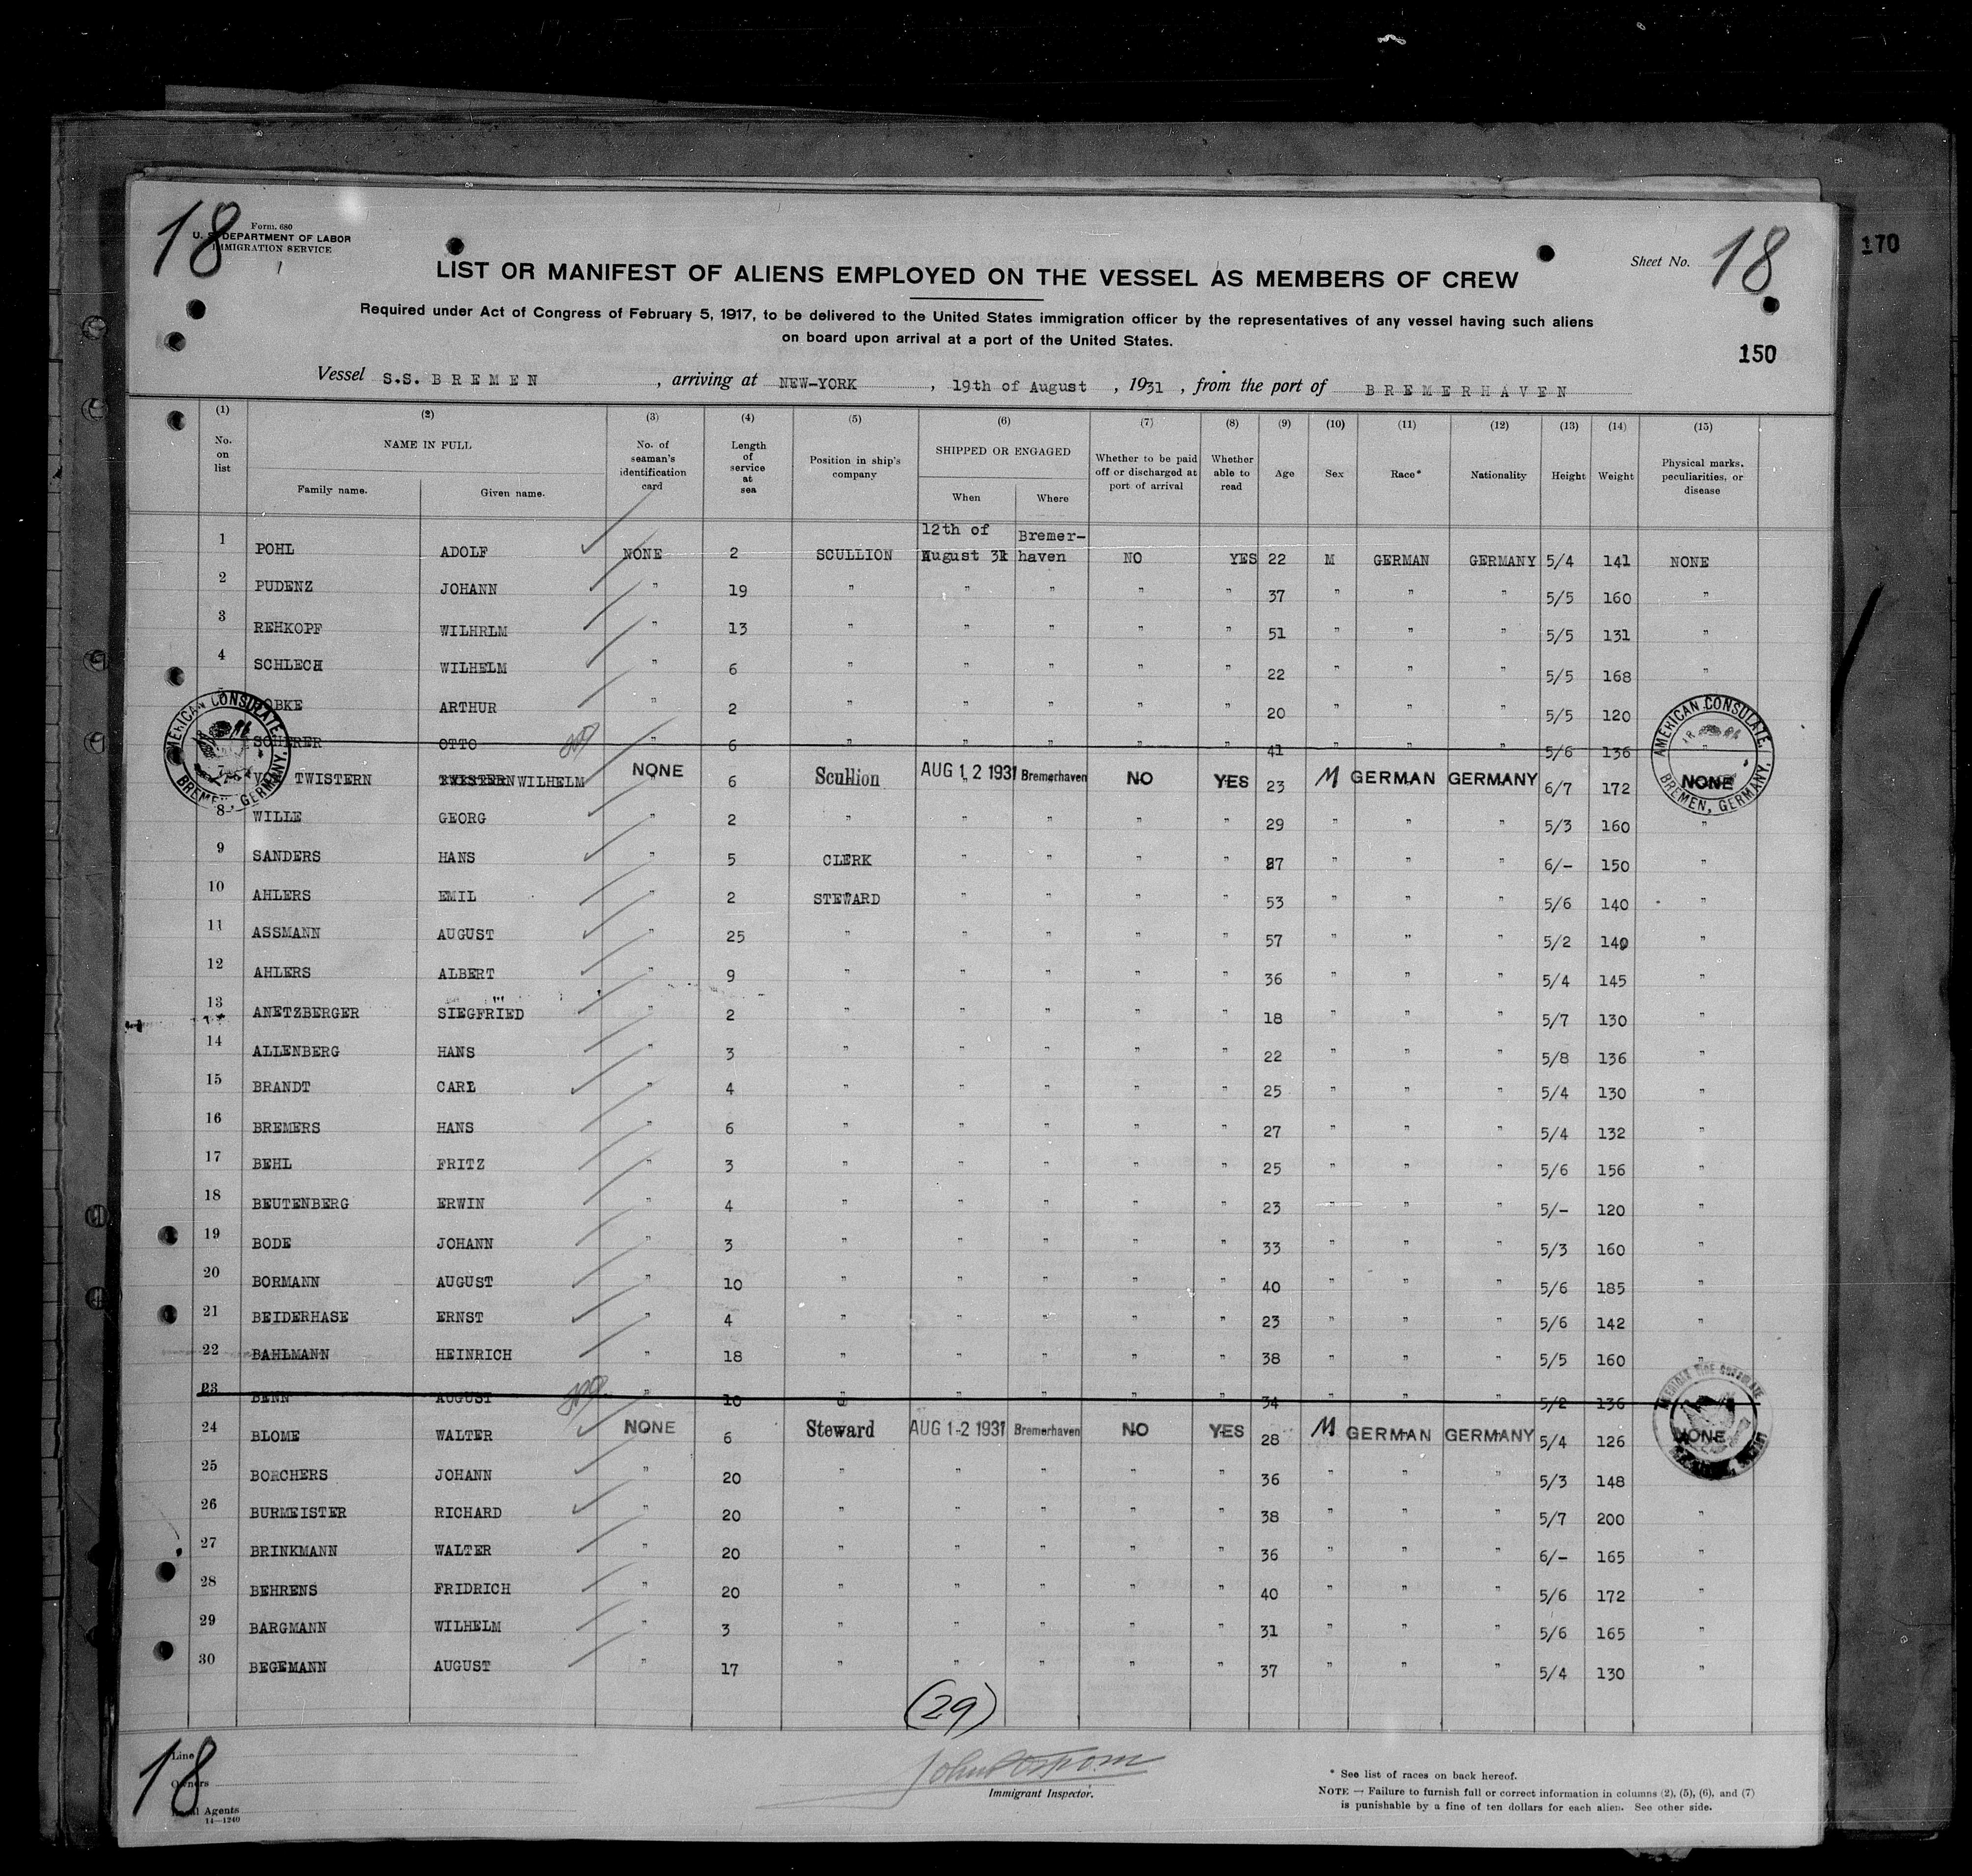 170
18
Form. 680
U. S. DEPARTMENT OF LABOR
IMMIGRATION SERVICE
Sheet No. 18
LIST OR MANIFEST OF ALIENS EMPLOYED ON THE VESSEL AS MEMBERS OF CREW
Required under Act of Congress of February 5, 1917, to be delivered to the United States immigration officer by the representatives of any vessel having such aliens
on board upon arrival at a port of the United States.
150
Vessel S.S. BREMEN, arriving at NEW-YORK, 19th of August, 1931, from the port of BREMERHAVEN
(1) (2) (3) (4) (5) (6) (7) (8) (9) (10) (11) (12) (13) (14) (15)
No. on list
NAME IN FULL
Family name. Given name.
No. of seaman's identification card
Length of service at sea
Position in ship's company
SHIPPED OR ENGAGED
When Where
Whether to be paid off or discharged at port of arrival
Whether able to read
Age
Sex
Race*
Nationality
Height
Weight
Physical marks, peculiarities, or disease
1 POHL ADOLF NONE 2 SCULLION 12th of August 31 Bremer-haven NO YES 22 M GERMAN GERMANY 5/4 141 NONE
2 PUDENZ JOHANN " 19 " " " " " 37 " " " 5/5 160 "
3 REHKOPF WILHRLM " 13 " " " " " 51 " " " 5/5 131 "
4 SCHLECH WILHELM " 6 " " " " " 22 " " " 5/5 168 "
ARTHUR " 2 " " " " " 20 " " " 5/5 120 "
SCHERER OTTO " 6 " " " " " 41 " " " 5/6 136 "
VON TWISTERN TWISTERN WILHELM NONE 6 Scullion AUG 12 1931 Bremerhaven NO YES 23 M GERMAN GERMANY 6/7 172 NONE
8 WILLE GEORG " 2 " " " " " 29 " " " 5/3 160 "
9 SANDERS HANS " 5 CLERK " " " " 27 " " " 6/- 150 "
10 AHLERS EMIL " 2 STEWARD " " " " 53 " " " 5/6 140 "
11 ASSMANN AUGUST " 25 " " " " " 57 " " " 5/2 140 "
12 AHLERS ALBERT " 9 " " " " " 36 " " " 5/4 145 "
13 ANETZBERGER SIEGFRIED " 2 " " " " " 18 " " " 5/7 130 "
14 ALLENBERG HANS " 3 " " " " " 22 " " " 5/8 136 "
15 BRANDT CARL " 4 " " " " " 25 " " " 5/4 130 "
16 BREMERS HANS " 6 " " " " " 27 " " " 5/4 132 "
17 BEHL FRITZ " 3 " " " " " 25 " " " 5/6 156 "
18 BEUTENBERG ERWIN " 4 " " " " " 23 " " " 5/- 120 "
19 BODE JOHANN " 3 " " " " " 33 " " " 5/3 160 "
20 BORMANN AUGUST " 10 " " " " " 40 " " " 5/6 185 "
21 BEIDERHASE ERNST " 4 " " " " " 23 " " " 5/6 142 "
22 BAHLMANN HEINRICH " 18 " " " " " 38 " " " 5/5 160 "
23 BENN AUGUST " 10 " " " " " 34 " " " 5/2 136
24 BLOME WALTER NONE 6 Steward AUG 12 1931 Bremerhaven NO YES 28 M GERMAN GERMANY 5/4 126 NONE
25 BORCHERS JOHANN " 20 " " " " " 36 " " " 5/3 148
26 BURMEISTER RICHARD " 20 " " " " " 38 " " " 5/7 200 "
27 BRINKMANN WALTER " 20 " " " " " 36 " " " 6/- 165 "
28 BEHRENS FRIDRICH " 20 " " " " " 40 " " " 5/6 172 "
29 BARGMANN WILHELM " 3 " " " " " 31 " " " 5/6 165 "
30 BEGEMANN AUGUST " 17 " " " " " 37 " " " 5/4 130 "
AMERICAN CONSULATE, BREMEN, GERMANY.
AMERICAN CONSULATE, BREMEN, GERMANY.
(29)
18
Line
Owners
Local Agents
14—1240
Immigrant Inspector.
* See list of races on back hereof.
NOTE — Failure to furnish full or correct information in columns (2), (5), (6), and (7)
is punishable by a fine of ten dollars for each alien. See other side.